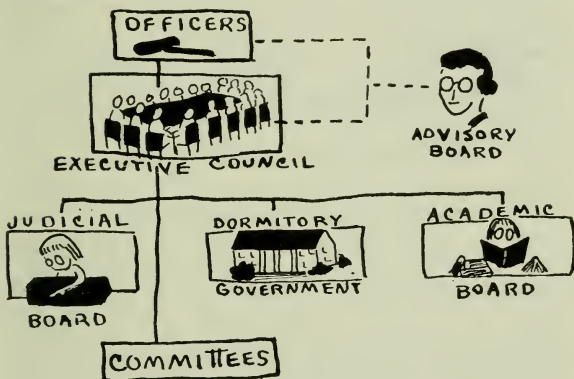 OFFICERS
EXECUTIVE COUNCIL
ADVISORY
BOARD
JUDICIAL
BOARD
DORMITORY
GOVERNMENT
ACADEMIC
BOARD
COMMITTEES